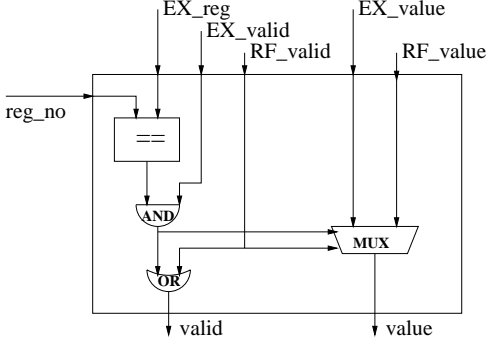 EX_reg
EX_value
EX_valid
RF_valid
RF_value
reg_no
==
AND
MUX
OR
valid
value